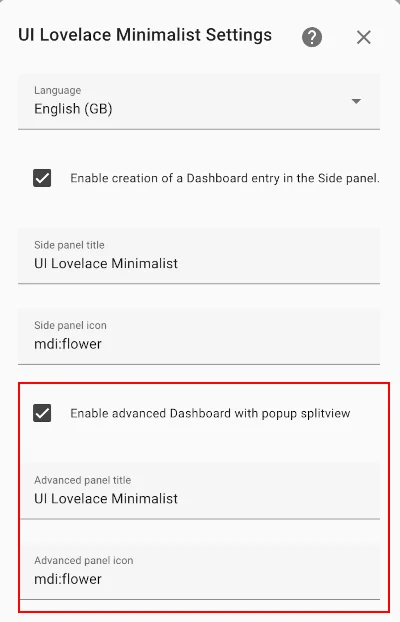 UI Lovelace Minimalist Settings
Language
English (GB)
Enable creation of a Dashboard entry in the Side panel.
Side panel title
UI Lovelace Minimalist
Side panel icon
mdi:flower
Enable advanced Dashboard with popup splitview
Advanced panel title
UI Lovelace Minimalist
Advanced panel icon
mdi:flower